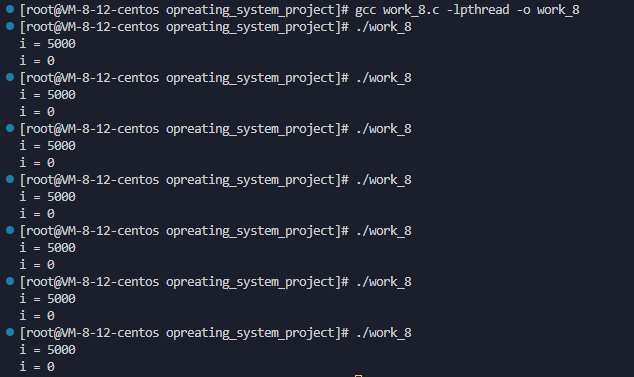 [root@VM-8-12-centos opreating_system_project]# gcc work_8.c -lpthread -o work_8
[root@VM-8-12-centos opreating_system_project]# ./work_8
i = 5000
i = 0
[root@VM-8-12-centos opreating_system_project]# ./work_8
i = 5000
i = 0
[root@VM-8-12-centos opreating_system_project]# ./work_8
i = 5000
i = 0
[root@VM-8-12-centos opreating_system_project]# ./work_8
i = 5000
i = 0
[root@VM-8-12-centos opreating_system_project]# ./work_8
i = 5000
i = 0
[root@VM-8-12-centos opreating_system_project]# ./work_8
i = 5000
i = 0
[root@VM-8-12-centos opreating_system_project]# ./work_8
i = 5000
i = 0